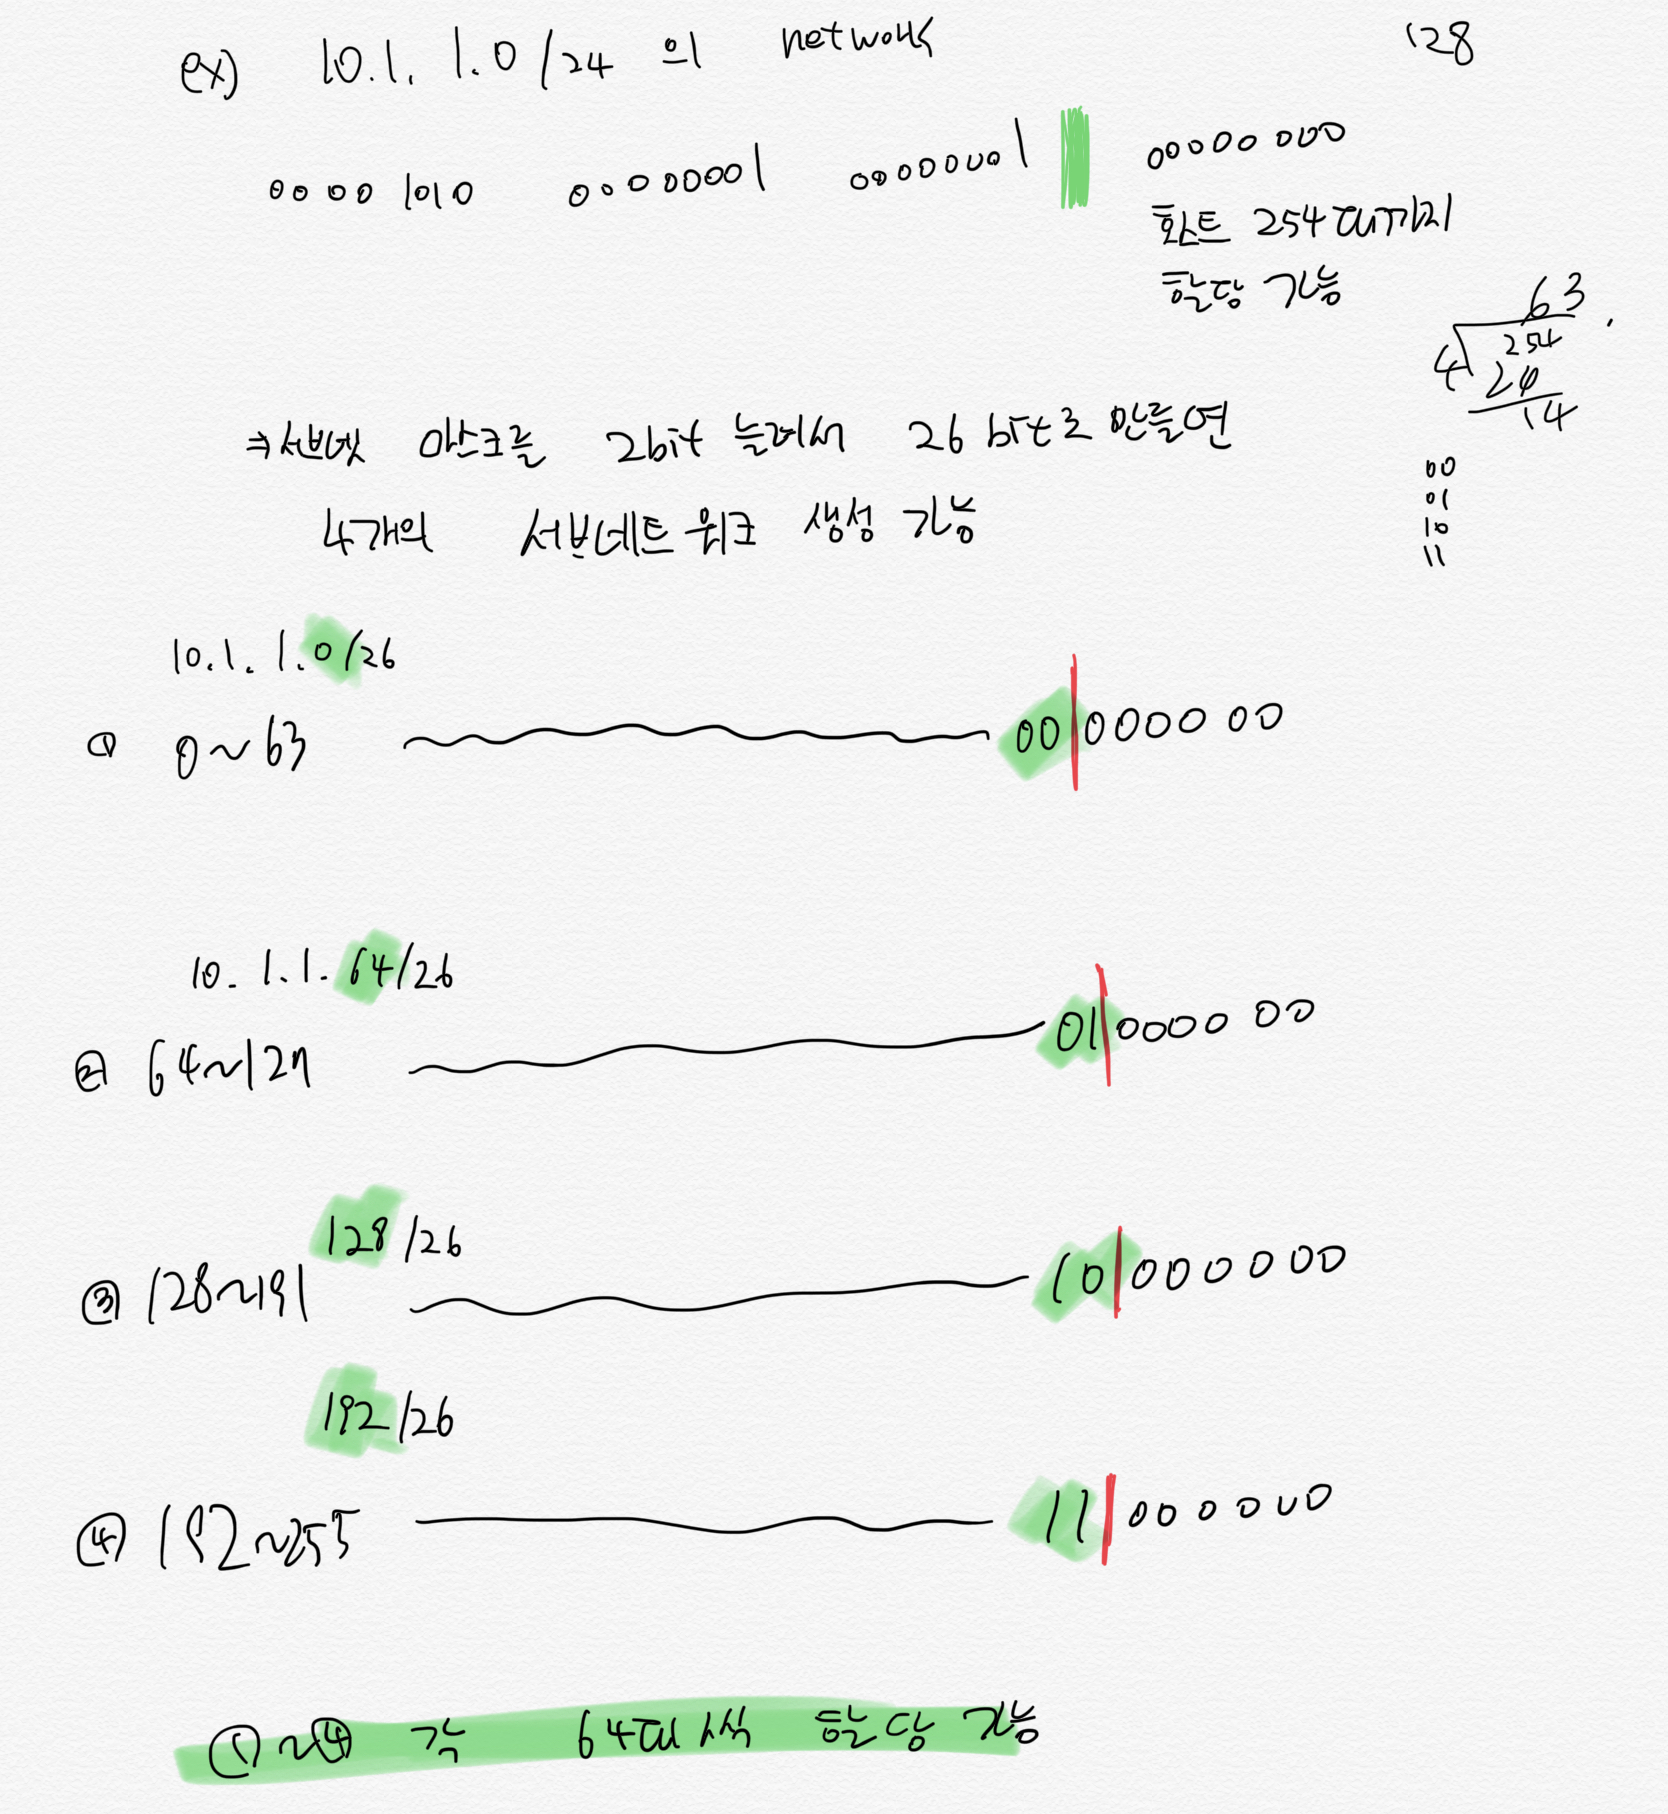 ex) 10.1.1.0/24 의 network
128
00001010 00000001 00000001 00000000
호스트 254대까지
할당 가능
63
4 254
24
14
⇒ 서브넷 마스크를 2bit 늘려서 26 bit로 만들면
4개의 서브네트워크 생성 가능
00
01
10
11
10.1.1.0/26
① 0~63 00 000000
10.1.1.64/26
② 64~127 01 000000
128/26
③ 128~191 10 000000
192/26
④ 192~255 11 000000
①~④ 각 64대씩 할당 가능